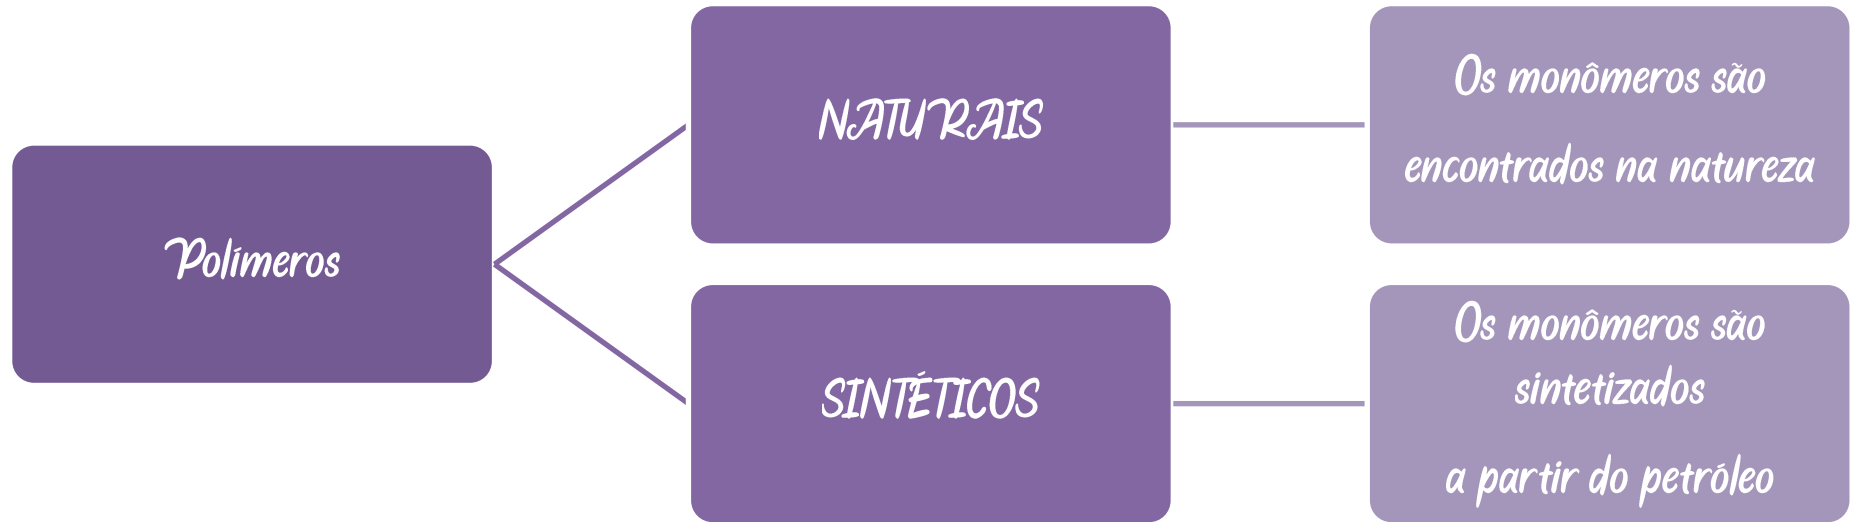 Polímeros
NATURAIS
Os monômeros são
encontrados na natureza
SINTÉTICOS
Os monômeros são
sintetizados
a partir do petróleo